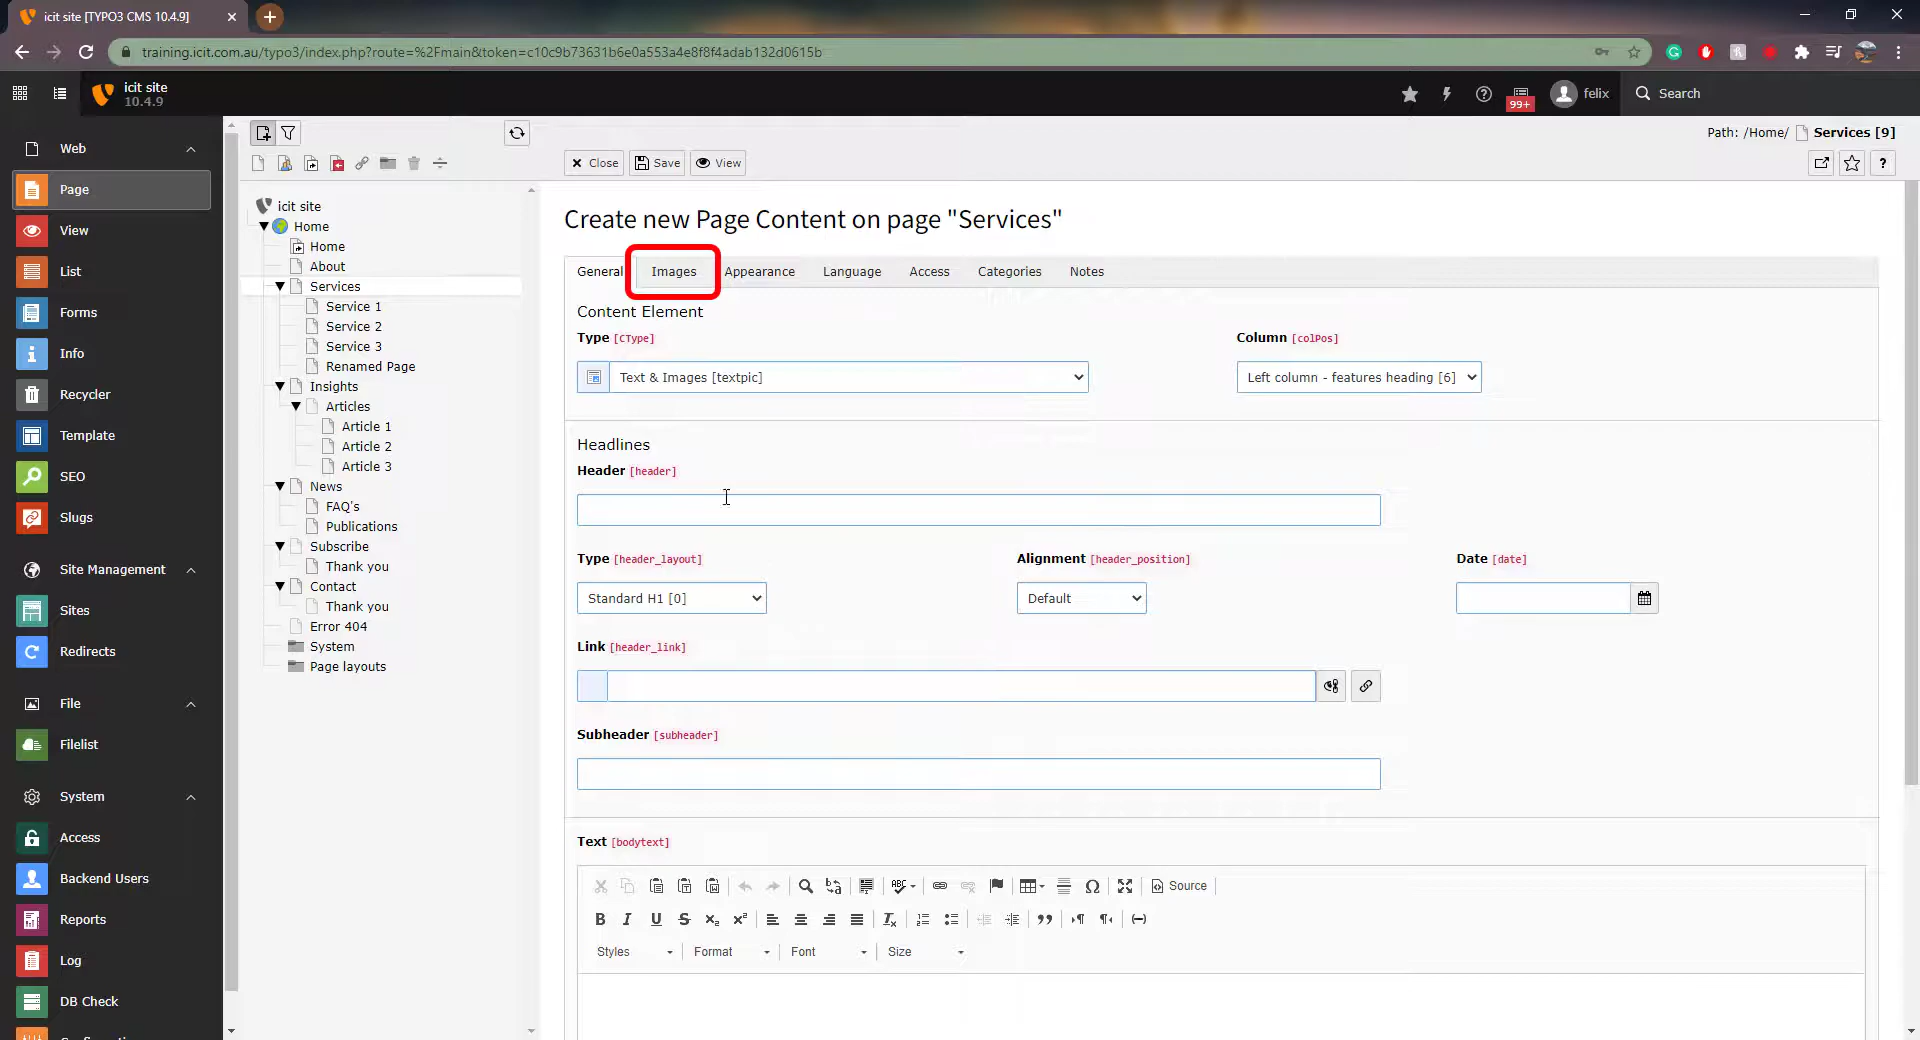 icit site [TYPO3 CMS 10.4.9]
training.icit.com.au/typo3/index.php?route=%2Fmain&token=c10c9b73631b6e0a553a4e8f8f4adab132d0615b
icit site
10.4.9
99+
felix
Search
Web
Page
View
List
Forms
Info
Recycler
Template
SEO
Slugs
Site Management
Sites
Redirects
File
Filelist
System
Access
Backend Users
Reports
Log
DB Check
icit site
Home
Home
About
Services
Service 1
Service 2
Service 3
Renamed Page
Insights
Articles
Article 1
Article 2
Article 3
News
FAQ's
Publications
Subscribe
Thank you
Contact
Thank you
Error 404
System
Page layouts
Path: /Home/ Services [9]
Close Save View
Create new Page Content on page "Services"
General Images Appearance Language Access Categories Notes
Content Element
Type [CType] Column [colPos]
Text & Images [textpic] Left column - features heading [6]
Headlines
Header [header]
Type [header_layout] Alignment [header_position] Date [date]
Standard H1 [0] Default
Link [header_link]
Subheader [subheader]
Text [bodytext]
Source
Styles Format Font Size